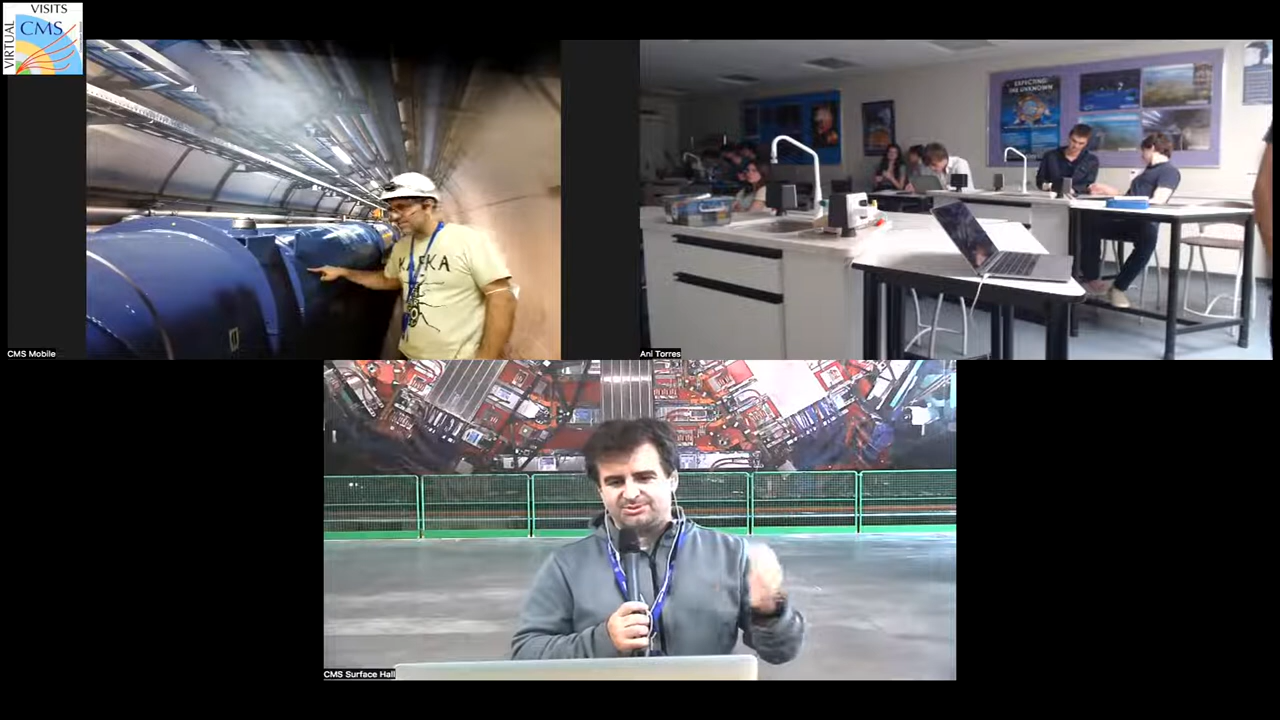 VISITS
VIRTUAL
CMS
KAFKA
EXPECTING
THE UNKNOWN
CMS Mobile
Ani Torres
CMS Surface Hall